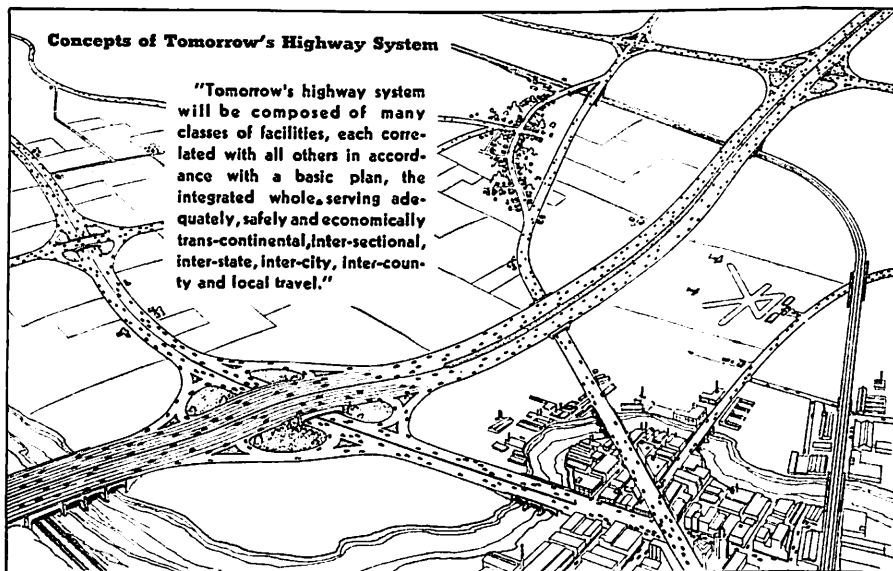 Concepts of Tomorrow's Highway System
"Tomorrow's highway system
will be composed of many
classes of facilities, each corre-
lated with all others in accord-
ance with a basic plan, the
integrated whole. serving ade-
quately, safely and economically
trans-continental, inter-sectional,
inter-state, inter-city, inter-coun-
ty and local travel."